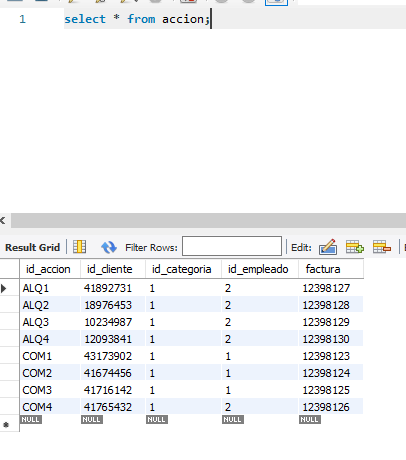 1 select * from accion;
Result Grid Filter Rows: Edit:
id_accion id_cliente id_categoria id_empleado factura
ALQ1 41892731 1 2 12398127
ALQ2 18976453 1 2 12398128
ALQ3 10234987 1 2 12398129
ALQ4 12093841 1 2 12398130
COM1 43173902 1 1 12398123
COM2 41674456 1 1 12398124
COM3 41716142 1 1 12398125
COM4 41765432 1 2 12398126
NULL NULL NULL NULL NULL